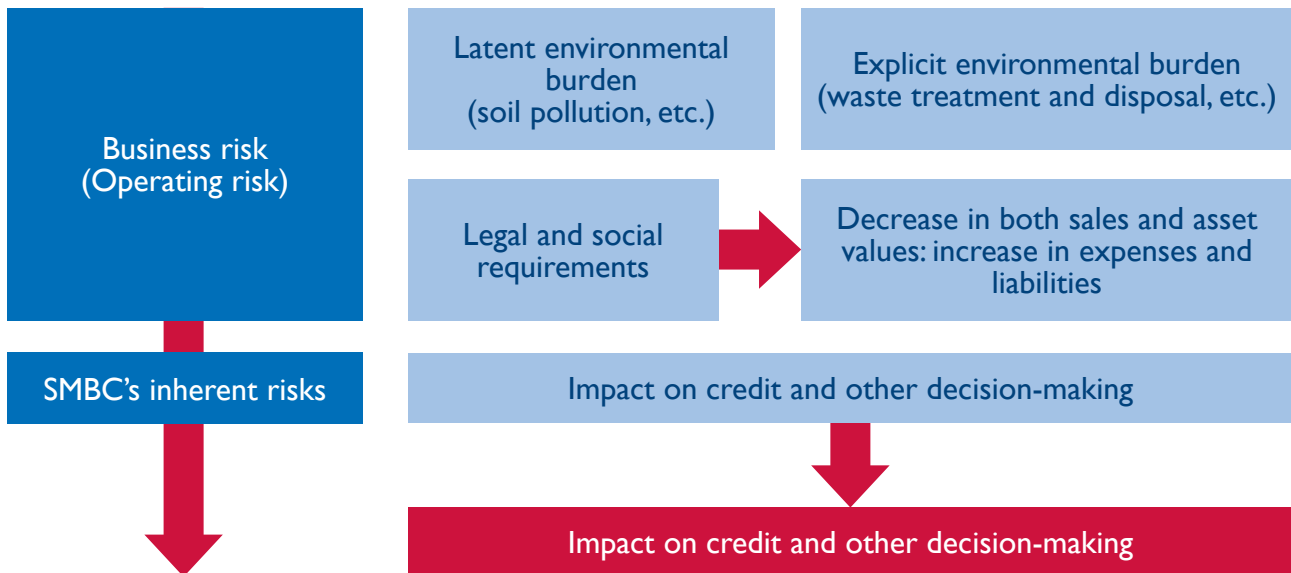 Business risk
(Operating risk)
Latent environmental
burden
(soil pollution, etc.)
Explicit environmental burden
(waste treatment and disposal, etc.)
Legal and social
requirements
Decrease in both sales and asset
values: increase in expenses and
liabilities
SMBC’s inherent risks
Impact on credit and other decision-making
Impact on credit and other decision-making